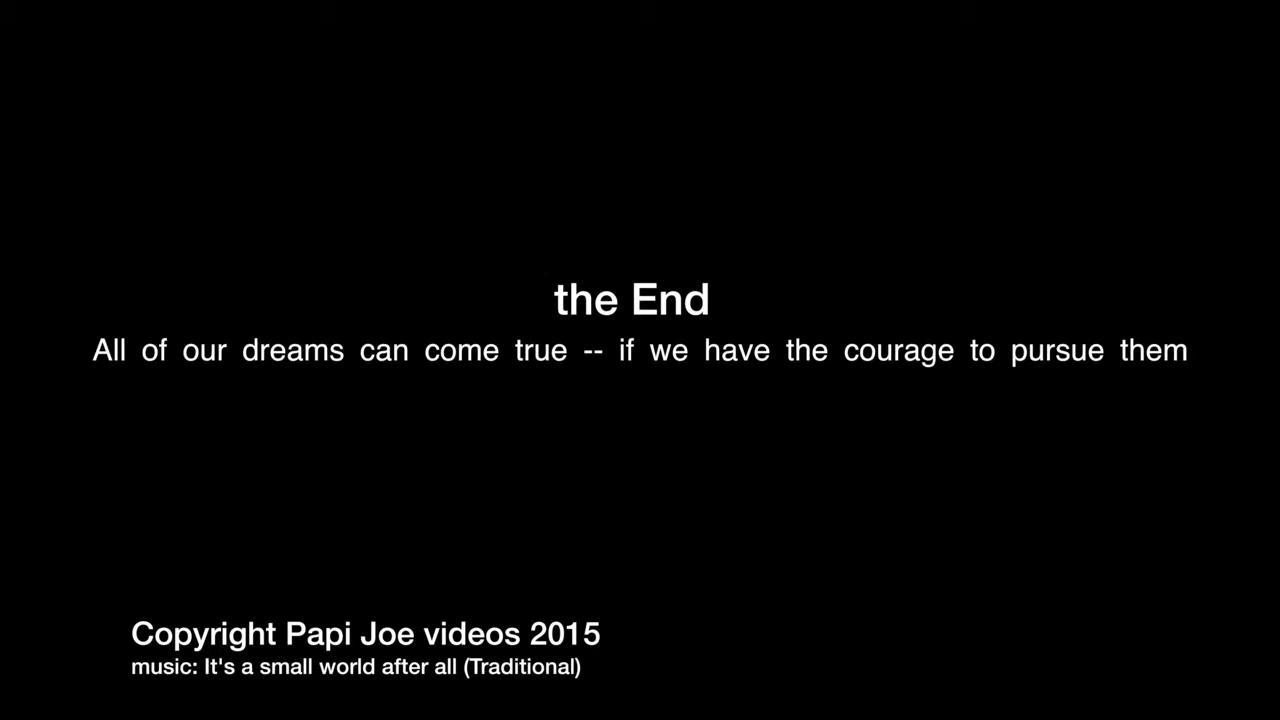 the End
All of our dreams can come true -- if we have the courage to pursue them
Copyright Papi Joe videos 2015
music: It's a small world after all (Traditional)